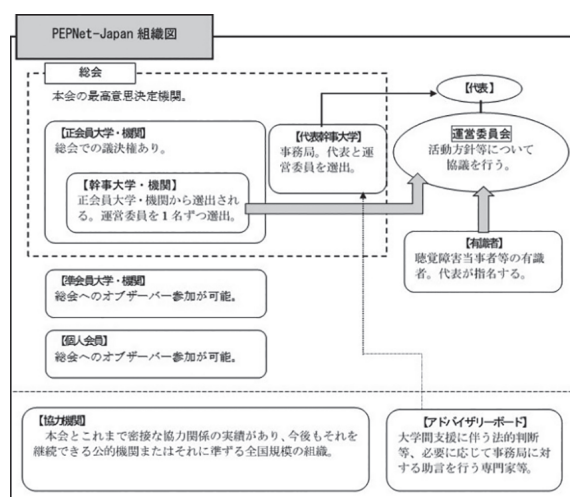 PEPNet-Japan 組織図
総会
本会の最高意思決定機関。
【正会員大学・機関】
総会での議決権あり。
【幹事大学・機関】
正会員大学・機関から選出され
る。運営委員を1名ずつ選出。
【代表幹事大学】
事務局。代表と運
営委員を選出。
【代表】
運営委員会
活動方針等について
協議を行う。
【有識者】
聴覚障害当事者等の有識
者。代表が指名する。
【準会員大学・機関】
総会へのオブザーバー参加が可能。
【個人会員】
総会へのオブザーバー参加が可能。
【協力機関】
本会とこれまで密接な協力関係の実績があり、今後もそれを
継続できる公的機関またはそれに準ずる全国規模の組織。
【アドバイザリーボード】
大学間支援に伴う法的判断
等、必要に応じて事務局に対
する助言を行う専門家等。